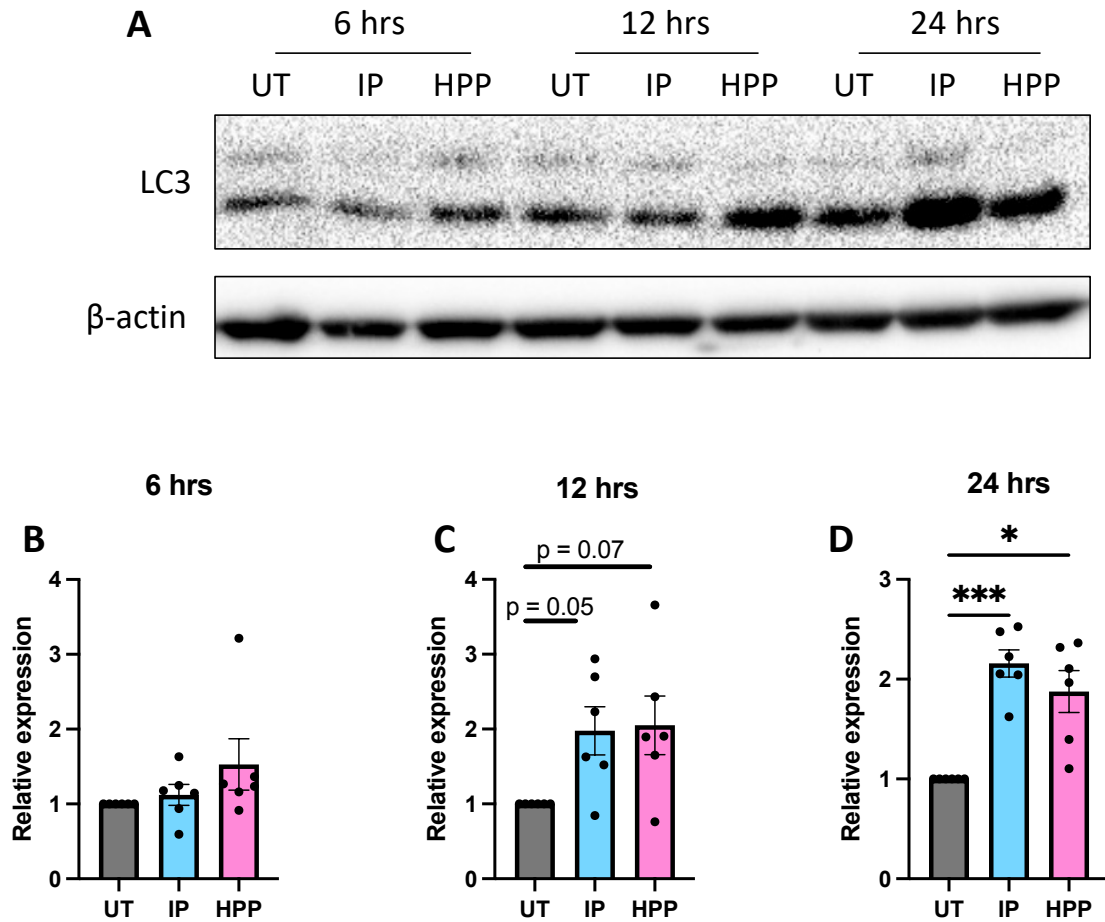 A
6 hrs 12 hrs 24 hrs
UT IP HPP UT IP HPP UT IP HPP
LC3
β-actin
6 hrs 12 hrs 24 hrs
B
Relative expression
4
3
2
1
0
UT IP HPP
C
p = 0.07
p = 0.05
Relative expression
4
3
2
1
0
UT IP HPP
D
*
***
Relative expression
3
2
1
0
UT IP HPP